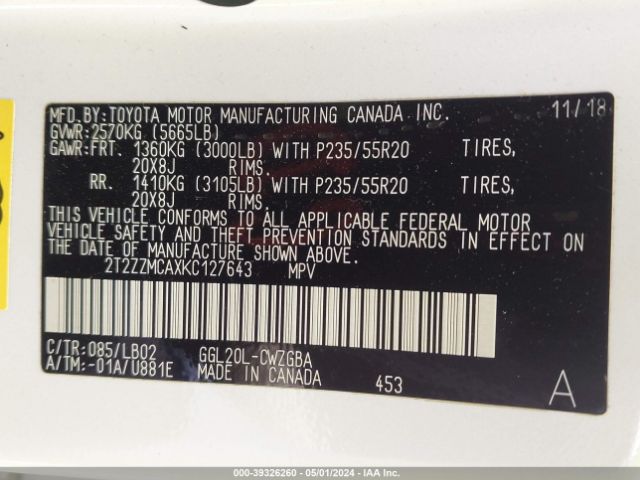 MFD.BY:TOYOTA MOTOR MANUFACTURING CANADA INC. 11/18
GVWR:2570KG (5665LB)
GAWR:FRT. 1360KG (3000LB) WITH P235/55R20 TIRES,
20X8J RIMS.
RR. 1410KG (3105LB) WITH P235/55R20 TIRES,
20X8J RIMS.
THIS VEHICLE CONFORMS TO ALL APPLICABLE FEDERAL MOTOR
VEHICLE SAFETY AND THEFT PREVENTION STANDARDS IN EFFECT ON
THE DATE OF MANUFACTURE SHOWN ABOVE.
2T2ZZMCAXKC127643 MPV
C/TR:085/LB02 GGL20L-CWZGBA
A/TM:-01A/U881E MADE IN CANADA 453 A
000-39326260 - 05/01/2024 - IAAI.COM